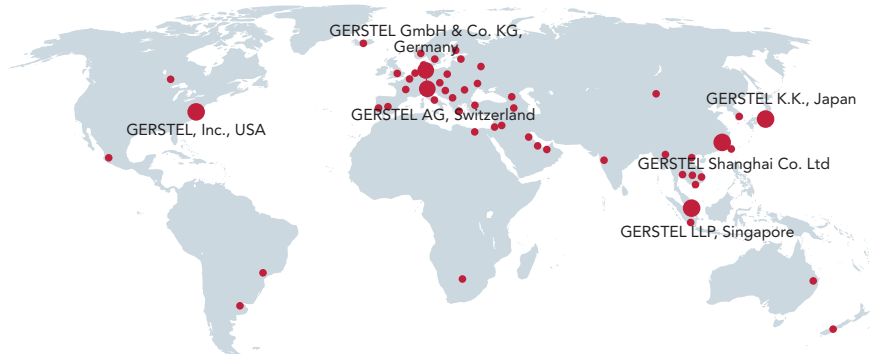 GERSTEL GmbH & Co. KG,
Germany
GERSTEL K.K., Japan
GERSTEL AG, Switzerland
GERSTEL, Inc., USA
GERSTEL Shanghai Co. Ltd
GERSTEL LLP, Singapore